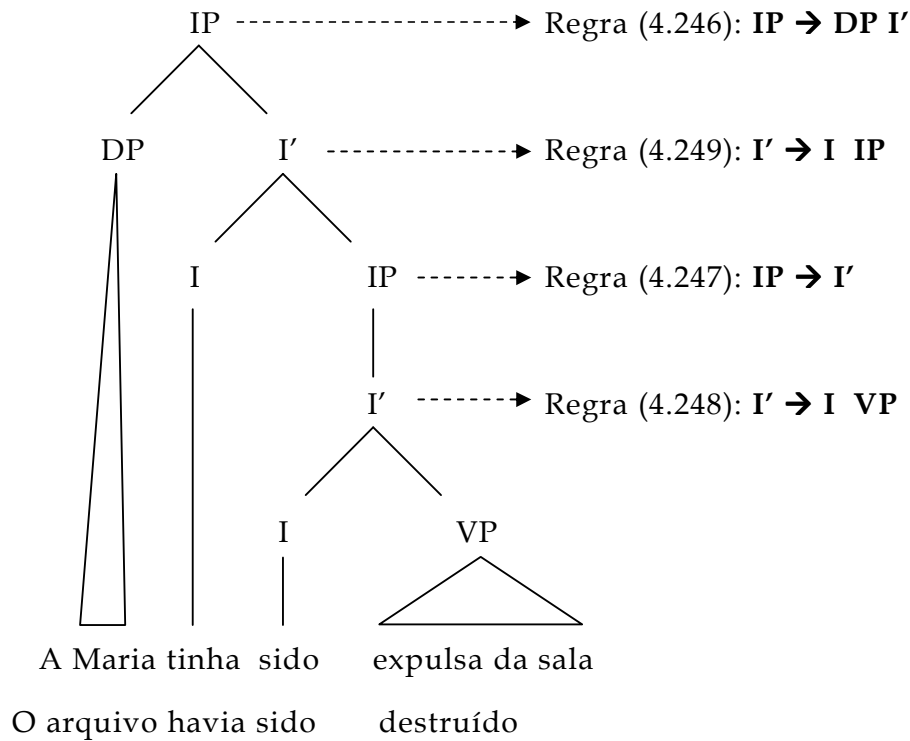 IP Regra (4.246): IP → DP I’
DP I’ Regra (4.249): I’ → I IP
I IP Regra (4.247): IP → I’
I’ Regra (4.248): I’ → I VP
I VP
A Maria tinha sido expulsa da sala
O arquivo havia sido destruído